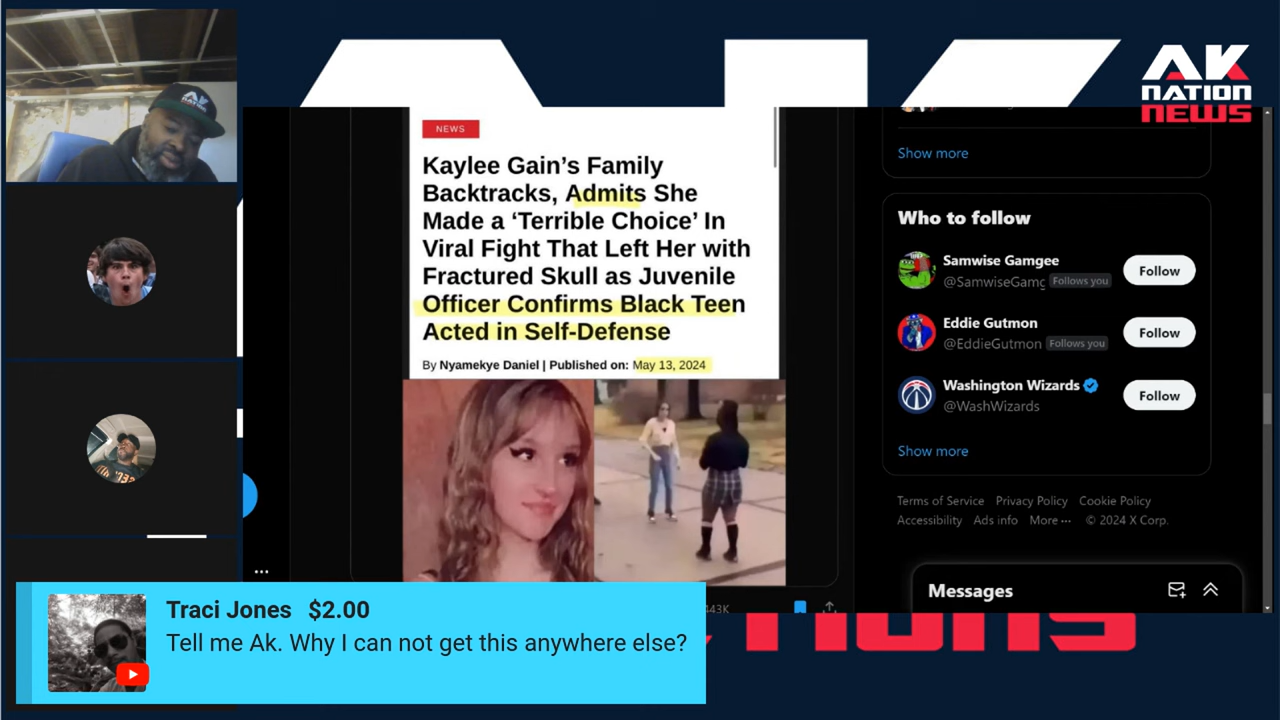 AK
NATION
NEWS
NEWS
Kaylee Gain's Family
Backtracks, Admits She
Made a 'Terrible Choice' In
Viral Fight That Left Her with
Fractured Skull as Juvenile
Officer Confirms Black Teen
Acted in Self-Defense
By Nyamekye Daniel | Published on: May 13, 2024
Show more
Who to follow
Samwise Gamgee
@SamwiseGamg Follows you
Follow
Eddie Gutmon
@EddieGutmon Follows you
Follow
Washington Wizards
@WashWizards
Follow
Show more
Terms of Service Privacy Policy Cookie Policy
Accessibility Ads info More ··· © 2024 X Corp.
Messages
443K
Traci Jones $2.00
Tell me Ak. Why I can not get this anywhere else?